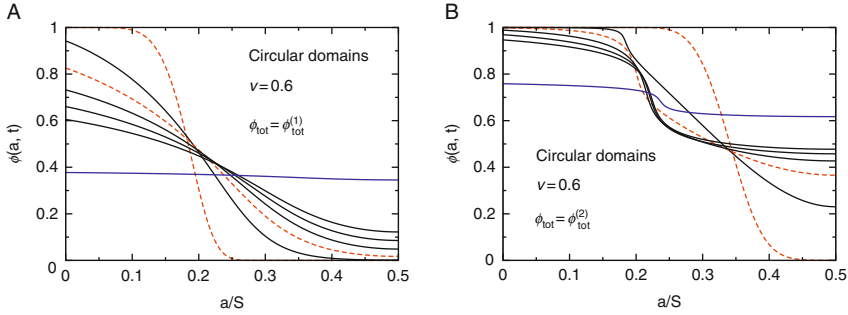 A
B
1
0.8
0.6
0.4
0.2
0
ϕ(a, t)
0
0.1
0.2
0.3
0.4
0.5
a/S
Circular domains
v = 0.6
ϕtot = ϕtot(1)
1
0.8
0.6
0.4
0.2
0
ϕ(a, t)
0
0.1
0.2
0.3
0.4
0.5
a/S
Circular domains
v = 0.6
ϕtot = ϕtot(2)